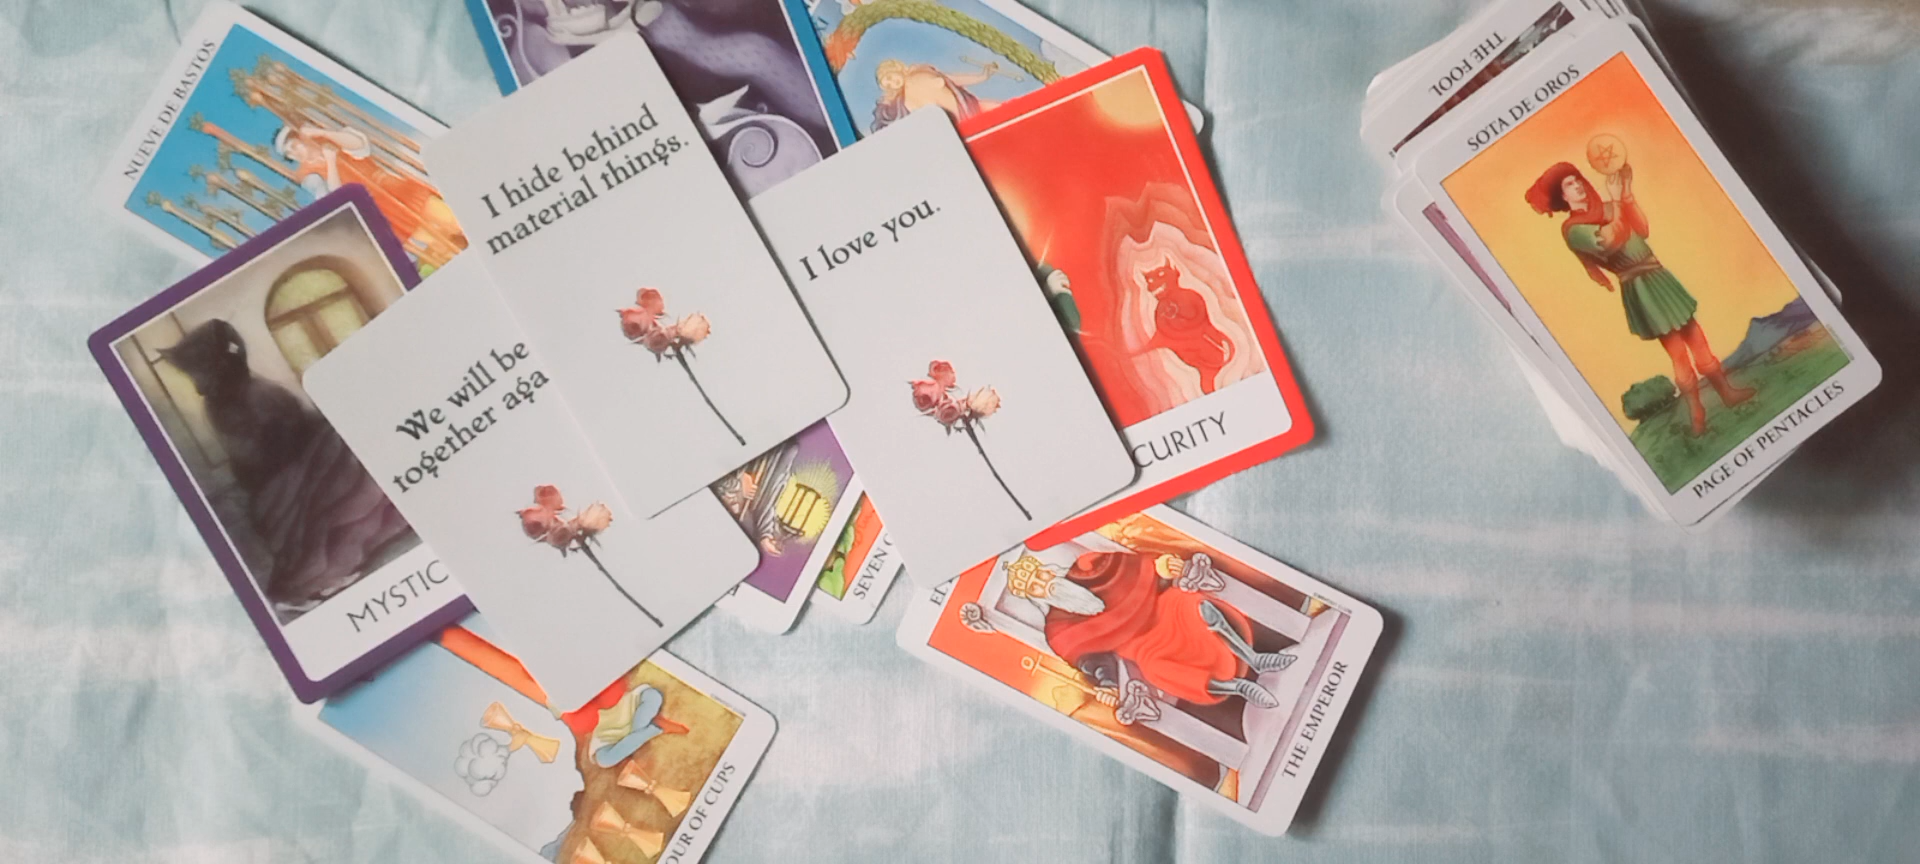 NUEVE DE BASTOS
I hide behind
material things.
I love you.
We will be
together aga
MYSTIC
CURITY
SEVEN
THE EMPEROR
OUR OF CUPS
THE FOOL
SOTA DE OROS
PAGE OF PENTACLES